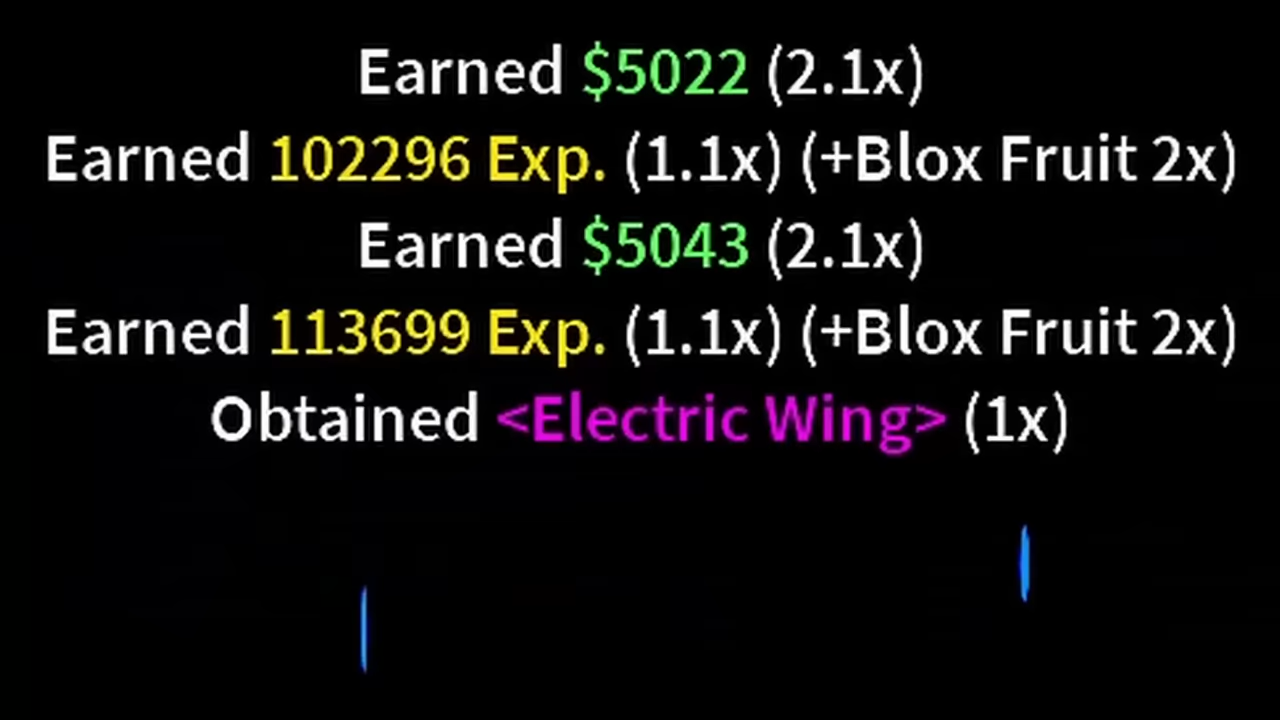 Earned $5022 (2.1x)
Earned 102296 Exp. (1.1x) (+Blox Fruit 2x)
Earned $5043 (2.1x)
Earned 113699 Exp. (1.1x) (+Blox Fruit 2x)
Obtained <Electric Wing> (1x)